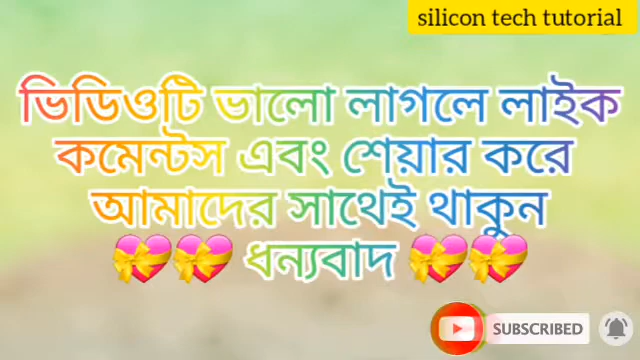 silicon tech tutorial
ভিডিওটি ভালো লাগলে লাইক
কমেন্টস এবং শেয়ার করে
আমাদের সাথেই থাকুন
💝💝 ধন্যবাদ 💝💝
SUBSCRIBED